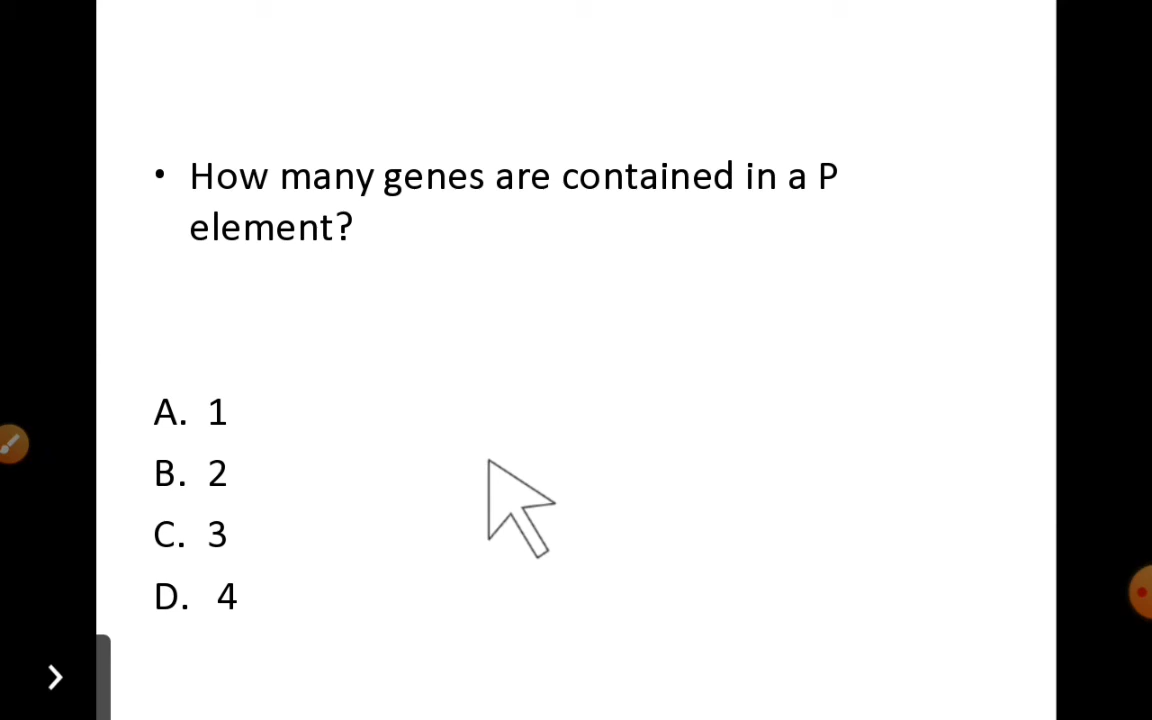 • How many genes are contained in a P
element?
A. 1
B. 2
C. 3
D. 4